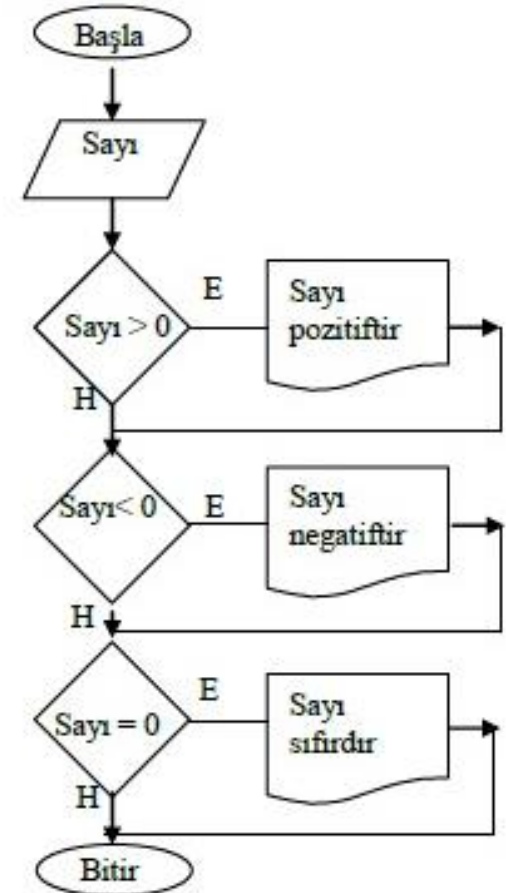 Başla
Sayı
Sayı > 0
E
Sayı
pozitiftir
H
Sayı< 0
E
Sayı
negatiftir
H
Sayı = 0
E
Sayı
sıfırdır
H
Bitir